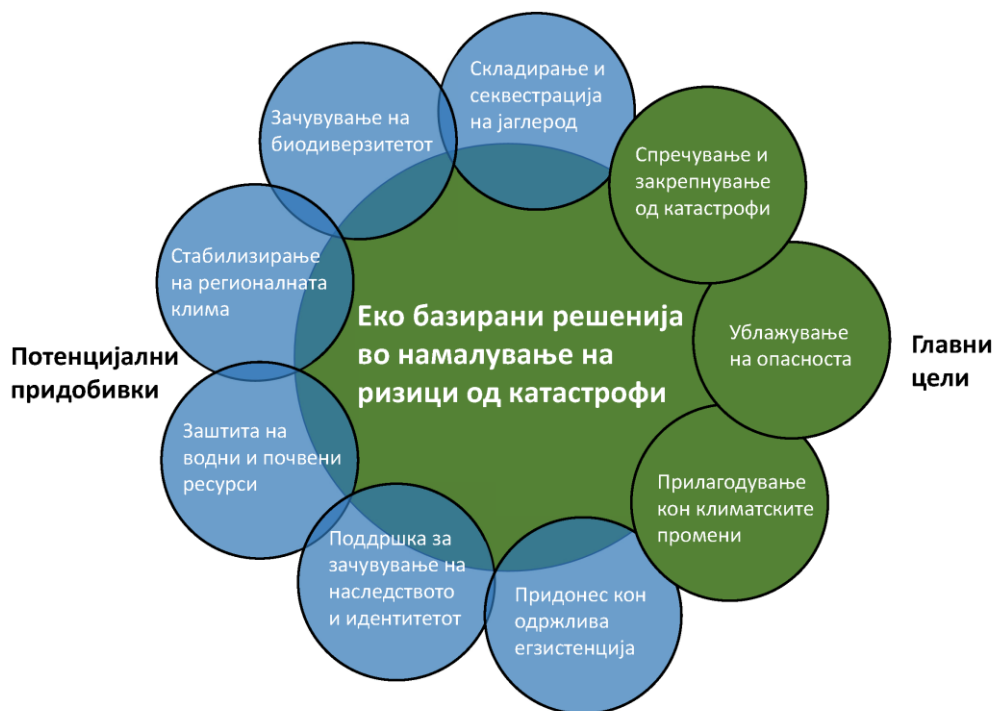 Складирање и
секвестрација
на јаглерод
Зачувување на
биодиверзитетот
Спречување и
закрепнување
од катастрофи
Стабилизирање
на регионалната
клима
Еко базирани решенија
во намалување на
ризици од катастрофи
Ублажување
на опасноста
Потенцијални
придобивки
Главни
цели
Заштита на
водни и почвени
ресурси
Прилагодување
кон климатските
промени
Поддршка за
зачувување на
наследството
и идентитетот
Придонес кон
одржлива
егзистенција